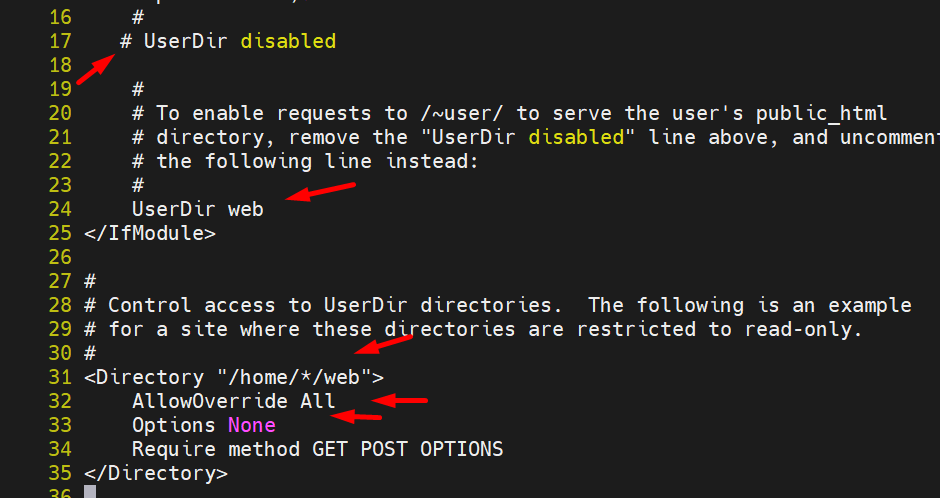 16     #
17    # UserDir disabled
18
19     #
20     # To enable requests to /~user/ to serve the user's public_html
21     # directory, remove the "UserDir disabled" line above, and uncomment
22     # the following line instead:
23     #
24     UserDir web
25 </IfModule>
26
27 #
28 # Control access to UserDir directories.  The following is an example
29 # for a site where these directories are restricted to read-only.
30 #
31 <Directory "/home/*/web">
32     AllowOverride All
33     Options None
34     Require method GET POST OPTIONS
35 </Directory>
36